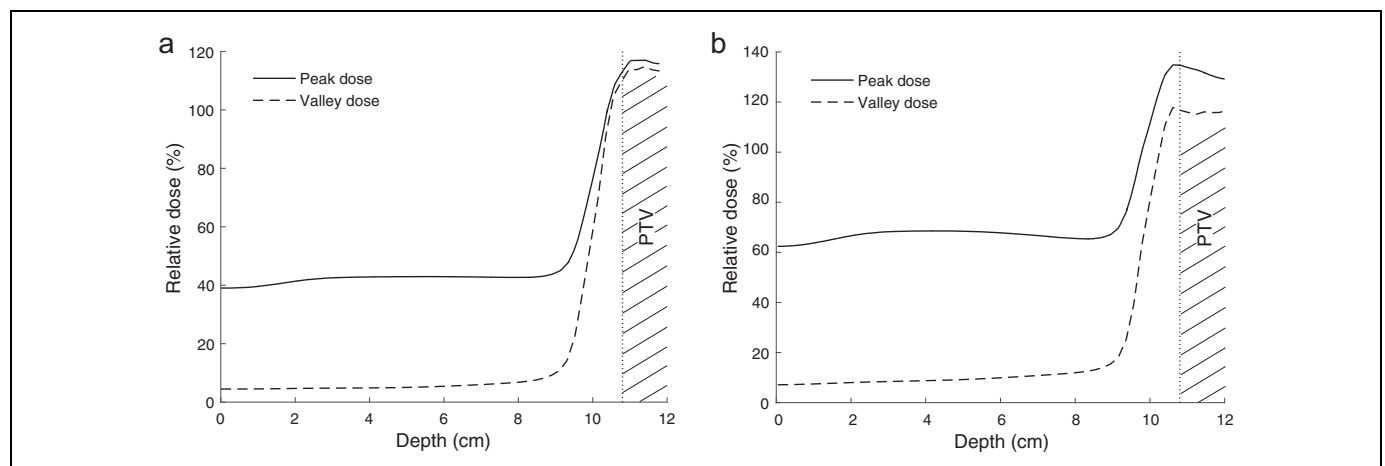 a
120
100
80
60
40
20
0
Relative dose (%)
Peak dose
Valley dose
PTV
0 2 4 6 8 10 12
Depth (cm)
b
140
120
100
80
60
40
20
0
Relative dose (%)
Peak dose
Valley dose
PTV
0 2 4 6 8 10 12
Depth (cm)